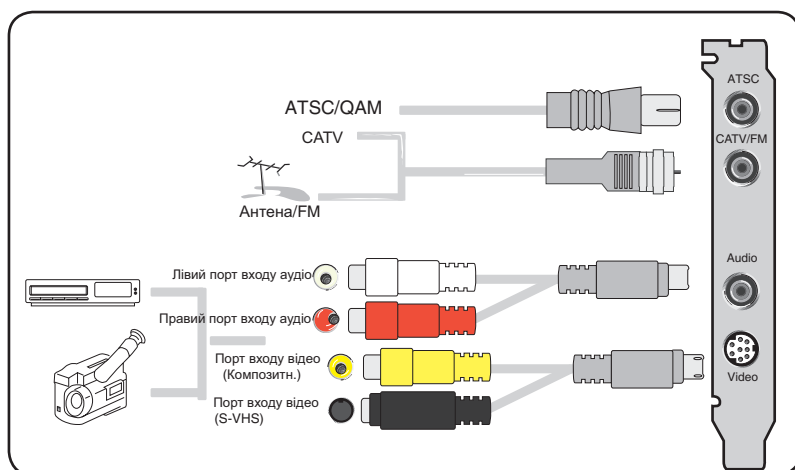 ATSC/QAM
CATV
Антена/FM
Лівий порт входу аудіо
Правий порт входу аудіо
Порт входу відео
(Композитн.)
Порт входу відео
(S-VHS)
ATSC
CATV/FM
Audio
Video